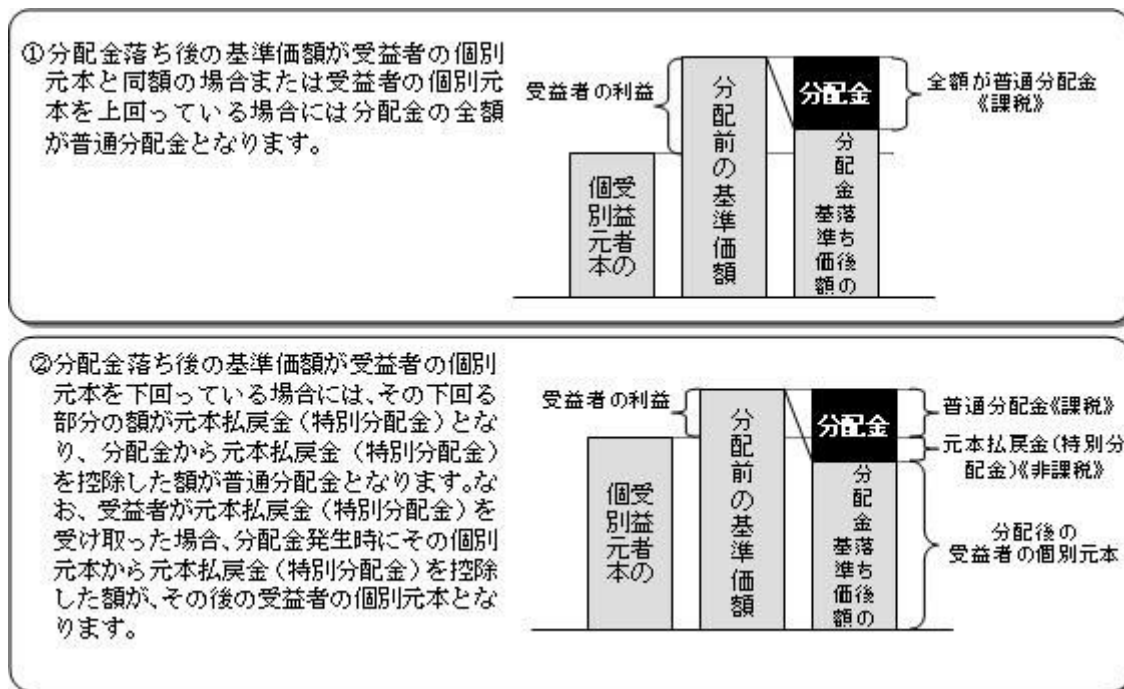 ①分配金落ち後の基準価額が受益者の個別
元本と同額の場合または受益者の個別元
本を上回っている場合には分配金の全額
が普通分配金となります。
受益者の利益
受益者の
個別元本
分配前の基準価額
分配金
分配金落ち後の
基準価額
全額が普通分配金
《課税》
②分配金落ち後の基準価額が受益者の個別
元本を下回っている場合には、その下回る
部分の額が元本払戻金(特別分配金)とな
り、分配金から元本払戻金(特別分配金)
を控除した額が普通分配金となります。な
お、受益者が元本払戻金(特別分配金)を
受け取った場合、分配金発生時にその個別
元本から元本払戻金(特別分配金)を控除
した額が、その後の受益者の個別元本とな
ります。
受益者の利益
受益者の
個別元本
分配前の基準価額
分配金
分配金落ち後の
基準価額
普通分配金《課税》
元本払戻金(特別分
配金)《非課税》
分配後の
受益者の個別元本